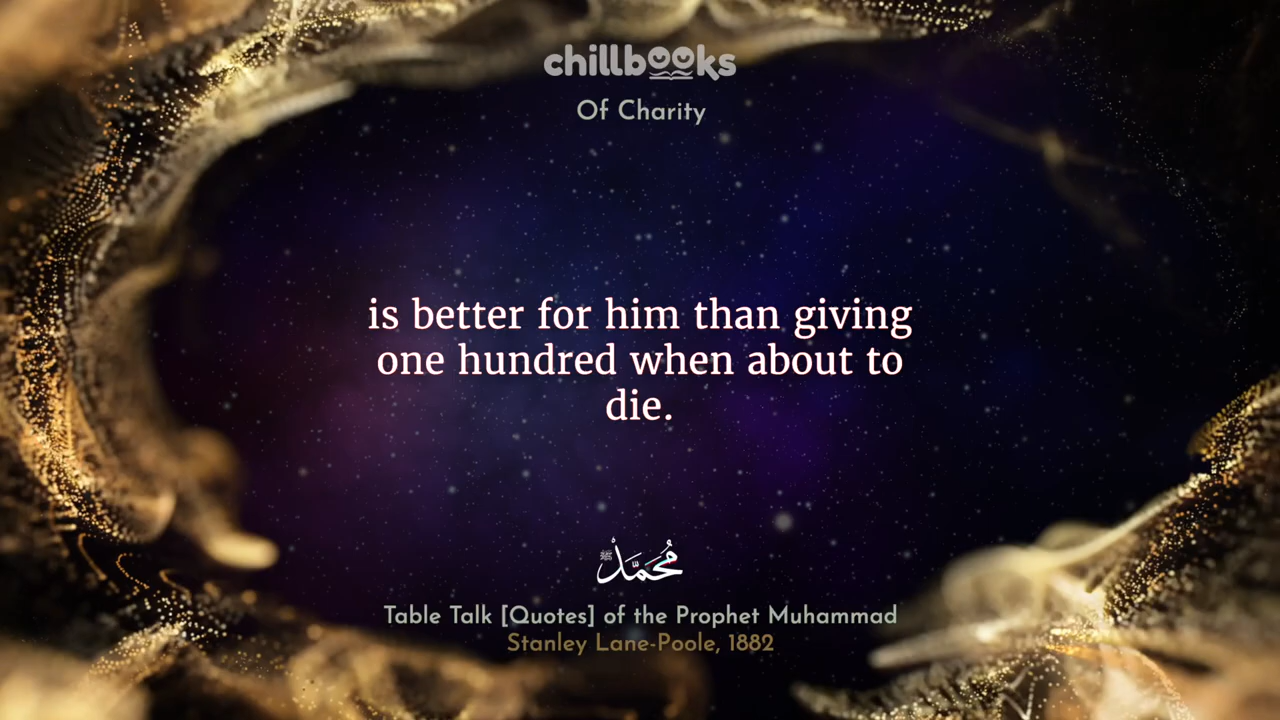 chillbooks
Of Charity
is better for him than giving
one hundred when about to
die.
مُحَمَّدْ ﷺ
Table Talk [Quotes] of the Prophet Muhammad
Stanley Lane-Poole, 1882